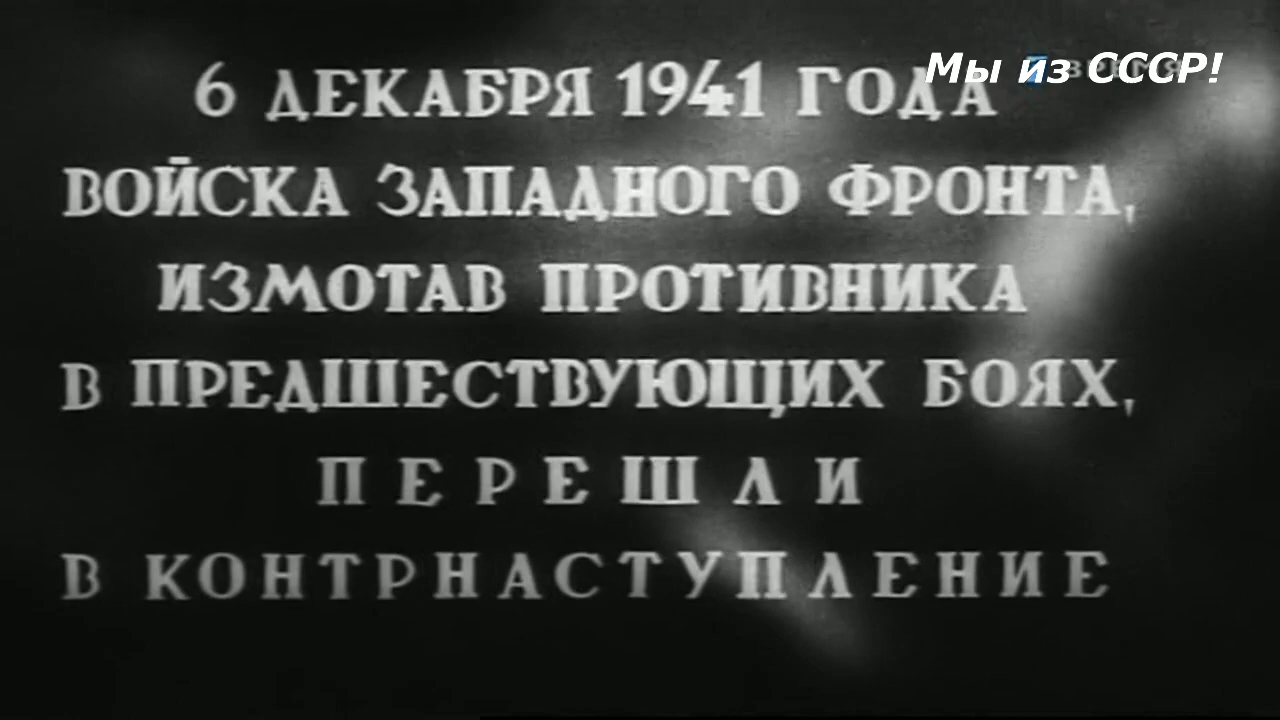 Мы из СССР!
6 ДЕКАБРЯ 1941 ГОДА
ВОЙСКА ЗАПАДНОГО ФРОНТА,
ИЗМОТАВ ПРОТИВНИКА
В ПРЕДШЕСТВУЮЩИХ БОЯХ,
ПЕРЕШЛИ
В КОНТРНАСТУПЛЕНИЕ